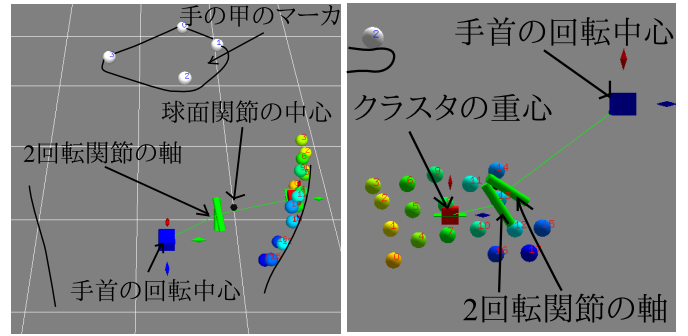 手の甲のマーカ
球面関節の中心
2回転関節の軸
手首の回転中心
手首の回転中心
クラスタの重心
2回転関節の軸